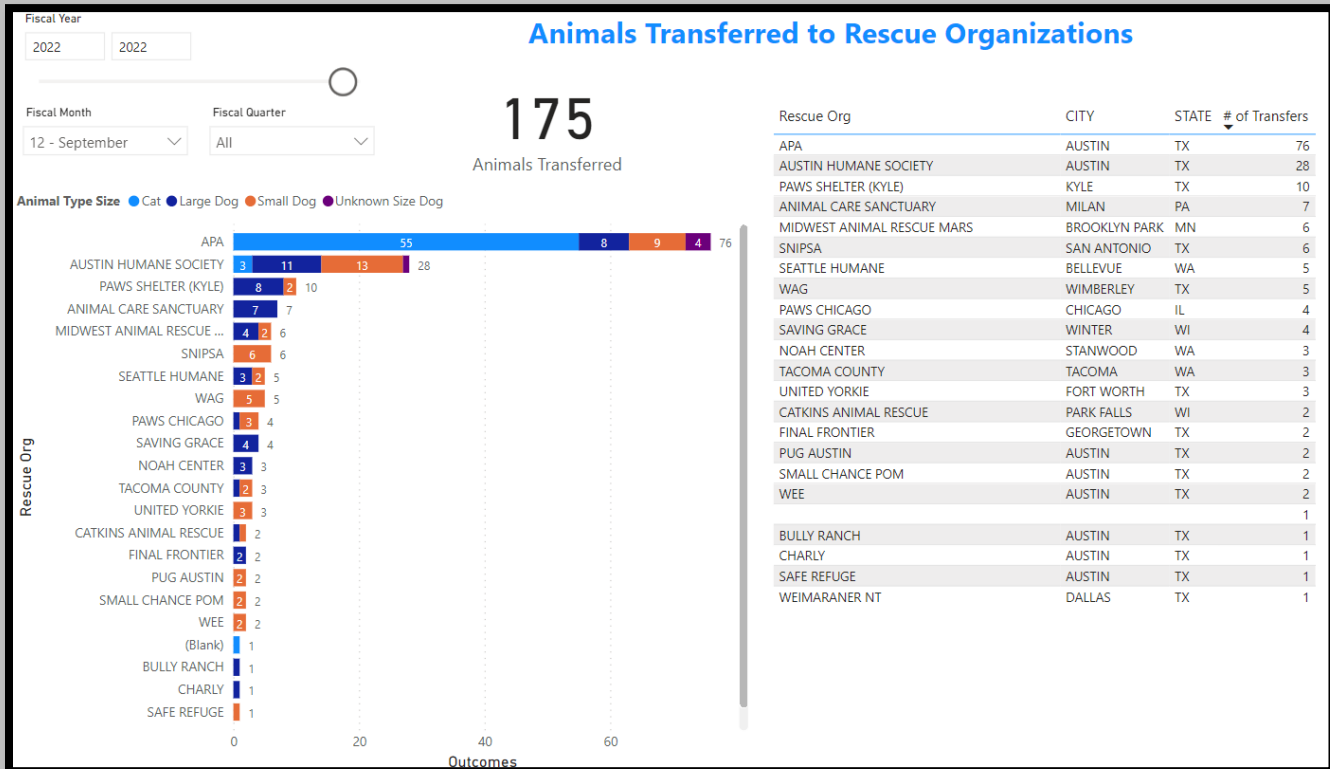 Fiscal Year
2022 2022
Animals Transferred to Rescue Organizations
Fiscal Month Fiscal Quarter
12 - September All
175
Animals Transferred
Animal Type Size Cat Large Dog Small Dog Unknown Size Dog
Rescue Org
APA 55 8 9 4 76
AUSTIN HUMANE SOCIETY 3 11 13 28
PAWS SHELTER (KYLE) 8 2 10
ANIMAL CARE SANCTUARY 7 7
MIDWEST ANIMAL RESCUE ... 4 2 6
SNIPSA 6 6
SEATTLE HUMANE 3 2 5
WAG 5 5
PAWS CHICAGO 3 4
SAVING GRACE 4 4
NOAH CENTER 3 3
TACOMA COUNTY 2 3
UNITED YORKIE 3 3
CATKINS ANIMAL RESCUE 2
FINAL FRONTIER 2 2
PUG AUSTIN 2 2
SMALL CHANCE POM 2 2
WEE 2 2
(Blank) 1
BULLY RANCH 1
CHARLY 1
SAFE REFUGE 1
0 20 40 60
Outcomes
Rescue Org CITY STATE # of Transfers
APA AUSTIN TX 76
AUSTIN HUMANE SOCIETY AUSTIN TX 28
PAWS SHELTER (KYLE) KYLE TX 10
ANIMAL CARE SANCTUARY MILAN PA 7
MIDWEST ANIMAL RESCUE MARS BROOKLYN PARK MN 6
SNIPSA SAN ANTONIO TX 6
SEATTLE HUMANE BELLEVUE WA 5
WAG WIMBERLEY TX 5
PAWS CHICAGO CHICAGO IL 4
SAVING GRACE WINTER WI 4
NOAH CENTER STANWOOD WA 3
TACOMA COUNTY TACOMA WA 3
UNITED YORKIE FORT WORTH TX 3
CATKINS ANIMAL RESCUE PARK FALLS WI 2
FINAL FRONTIER GEORGETOWN TX 2
PUG AUSTIN AUSTIN TX 2
SMALL CHANCE POM AUSTIN TX 2
WEE AUSTIN TX 2
1
BULLY RANCH AUSTIN TX 1
CHARLY AUSTIN TX 1
SAFE REFUGE AUSTIN TX 1
WEIMARANER NT DALLAS TX 1